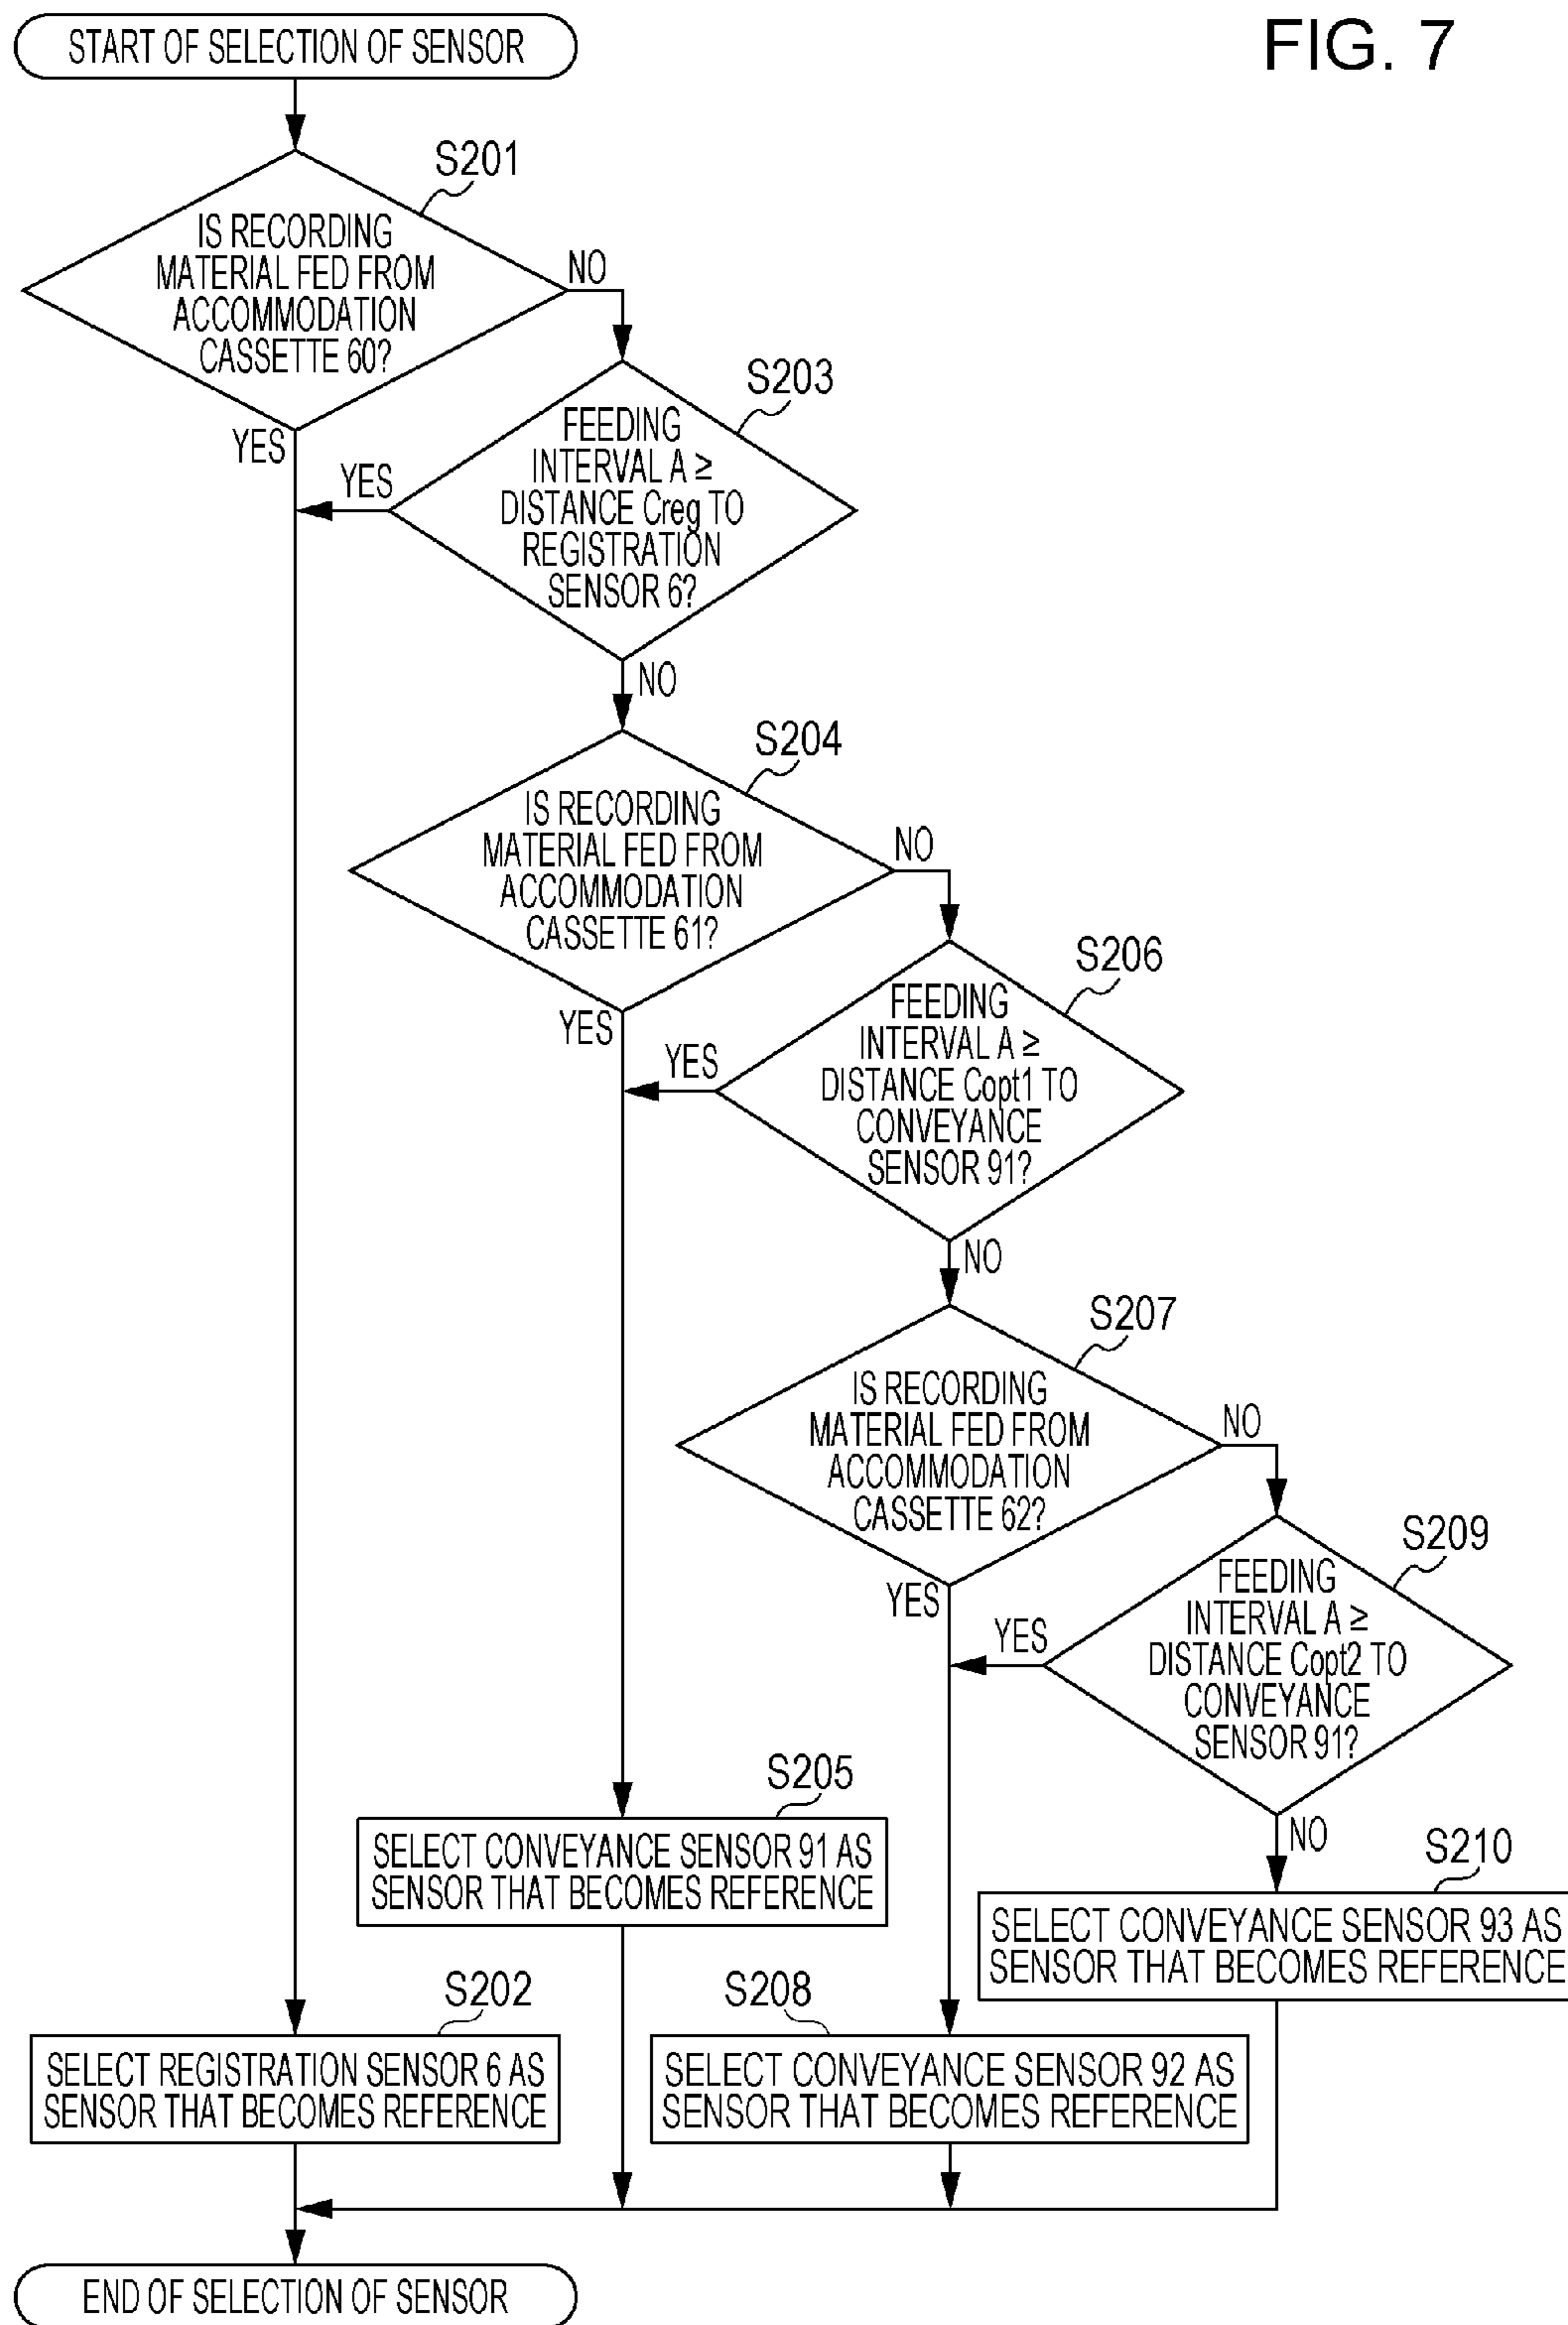 FIG. 7
START OF SELECTION OF SENSOR
S201
IS RECORDING
MATERIAL FED FROM
ACCOMMODATION
CASSETTE 60?
NO
YES
S203
FEEDING
INTERVAL A ≥
DISTANCE Creg TO
REGISTRATION
SENSOR 6?
YES
NO
S204
IS RECORDING
MATERIAL FED FROM
ACCOMMODATION
CASSETTE 61?
NO
YES
S206
FEEDING
INTERVAL A ≥
DISTANCE Copt1 TO
CONVEYANCE
SENSOR 91?
YES
NO
S207
IS RECORDING
MATERIAL FED FROM
ACCOMMODATION
CASSETTE 62?
NO
YES
S209
FEEDING
INTERVAL A ≥
DISTANCE Copt2 TO
CONVEYANCE
SENSOR 91?
YES
NO
S205
SELECT CONVEYANCE SENSOR 91 AS
SENSOR THAT BECOMES REFERENCE
S210
SELECT CONVEYANCE SENSOR 93 AS
SENSOR THAT BECOMES REFERENCE
S202
SELECT REGISTRATION SENSOR 6 AS
SENSOR THAT BECOMES REFERENCE
S208
SELECT CONVEYANCE SENSOR 92 AS
SENSOR THAT BECOMES REFERENCE
END OF SELECTION OF SENSOR